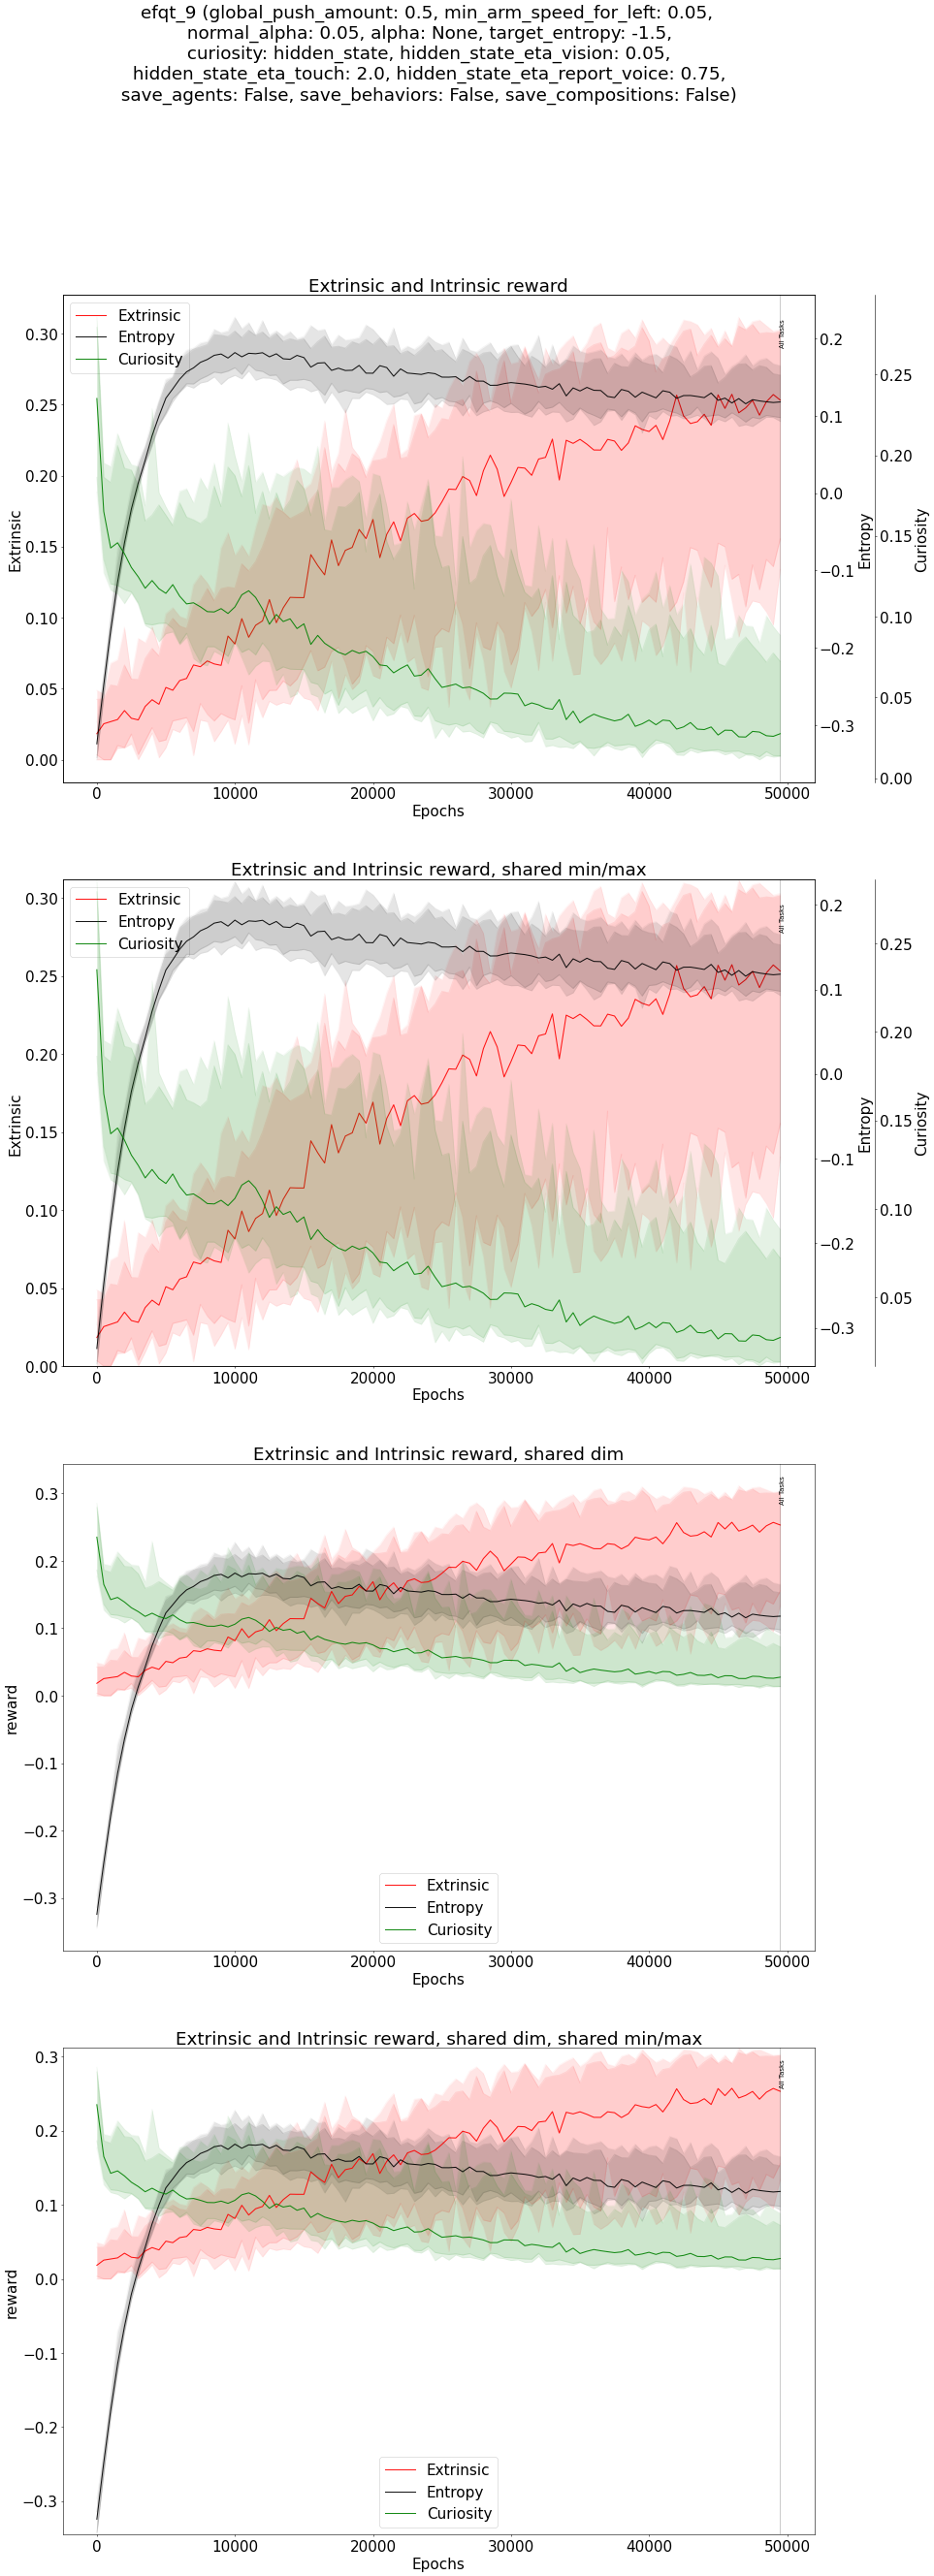 efqt_9 (global_push_amount: 0.5, min_arm_speed_for_left: 0.05,
normal_alpha: 0.05, alpha: None, target_entropy: -1.5,
curiosity: hidden_state, hidden_state_eta_vision: 0.05,
hidden_state_eta_touch: 2.0, hidden_state_eta_report_voice: 0.75,
save_agents: False, save_behaviors: False, save_compositions: False)
Extrinsic and Intrinsic reward
Extrinsic
Entropy
Curiosity
All Tasks
0.30
0.25
0.20
0.15
0.10
0.05
0.00
Extrinsic
0.2
0.1
0.0
−0.1
−0.2
−0.3
Entropy
0.25
0.20
0.15
0.10
0.05
0.00
Curiosity
0 10000 20000 30000 40000 50000
Epochs
Extrinsic and Intrinsic reward, shared min/max
Extrinsic
Entropy
Curiosity
All Tasks
0.30
0.25
0.20
0.15
0.10
0.05
0.00
Extrinsic
0.2
0.1
0.0
−0.1
−0.2
−0.3
Entropy
0.25
0.20
0.15
0.10
0.05
Curiosity
0 10000 20000 30000 40000 50000
Epochs
Extrinsic and Intrinsic reward, shared dim
All Tasks
0.3
0.2
0.1
0.0
−0.1
−0.2
−0.3
reward
Extrinsic
Entropy
Curiosity
0 10000 20000 30000 40000 50000
Epochs
Extrinsic and Intrinsic reward, shared dim, shared min/max
All Tasks
0.3
0.2
0.1
0.0
−0.1
−0.2
−0.3
reward
Extrinsic
Entropy
Curiosity
0 10000 20000 30000 40000 50000
Epochs